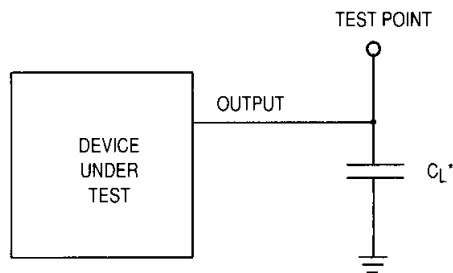 TEST POINT
OUTPUT
DEVICE
UNDER
TEST
CL*